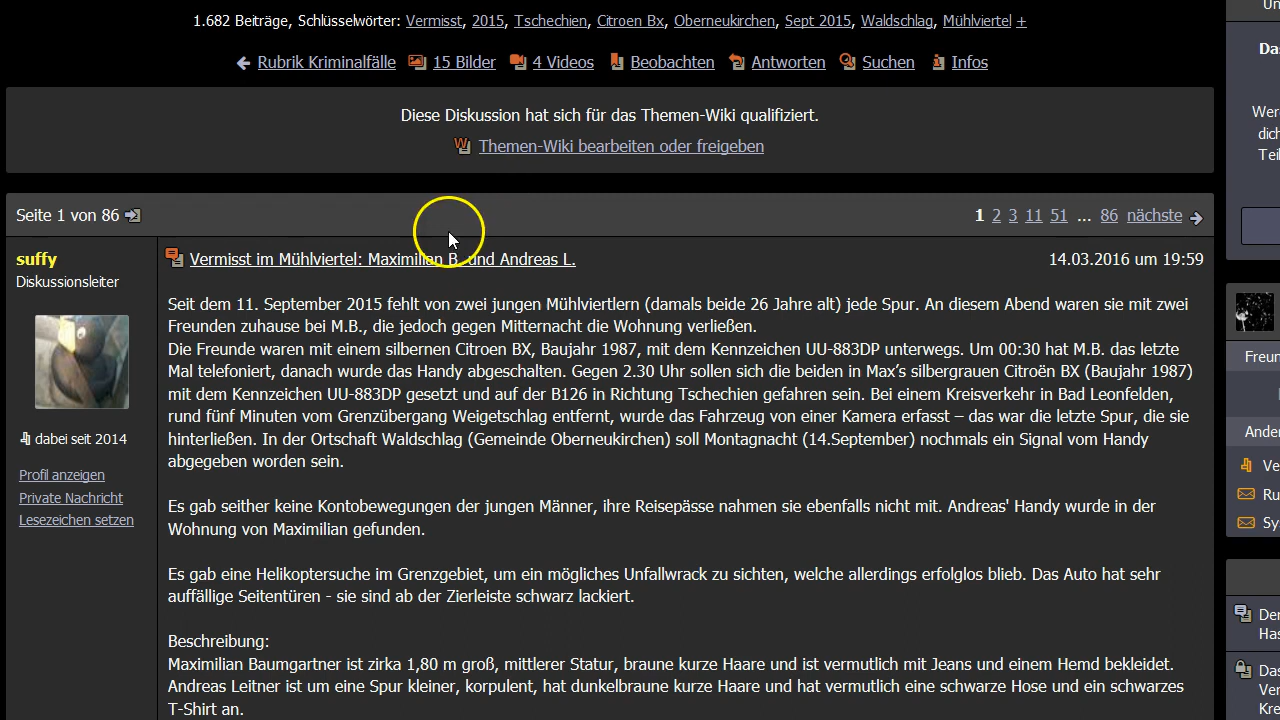 1.682 Beiträge, Schlüsselwörter: Vermisst, 2015, Tschechien, Citroen Bx, Oberneukirchen, Sept 2015, Waldschlag, Mühlviertel +
Rubrik Kriminalfälle 15 Bilder 4 Videos Beobachten Antworten Suchen Infos
Diese Diskussion hat sich für das Themen-Wiki qualifiziert.
Themen-Wiki bearbeiten oder freigeben
Seite 1 von 86
1 2 3 11 51 ... 86 nächste
suffy
Diskussionsleiter
dabei seit 2014
Profil anzeigen
Private Nachricht
Lesezeichen setzen
Vermisst im Mühlviertel: Maximilian B. und Andreas L.
14.03.2016 um 19:59
Seit dem 11. September 2015 fehlt von zwei jungen Mühlviertlern (damals beide 26 Jahre alt) jede Spur. An diesem Abend waren sie mit zwei
Freunden zuhause bei M.B., die jedoch gegen Mitternacht die Wohnung verließen.
Die Freunde waren mit einem silbernen Citroen BX, Baujahr 1987, mit dem Kennzeichen UU-883DP unterwegs. Um 00:30 hat M.B. das letzte
Mal telefoniert, danach wurde das Handy abgeschalten. Gegen 2.30 Uhr sollen sich die beiden in Max’s silbergrauen Citroën BX (Baujahr 1987)
mit dem Kennzeichen UU-883DP gesetzt und auf der B126 in Richtung Tschechien gefahren sein. Bei einem Kreisverkehr in Bad Leonfelden,
rund fünf Minuten vom Grenzübergang Weigetschlag entfernt, wurde das Fahrzeug von einer Kamera erfasst – das war die letzte Spur, die sie
hinterließen. In der Ortschaft Waldschlag (Gemeinde Oberneukirchen) soll Montagnacht (14.September) nochmals ein Signal vom Handy
abgegeben worden sein.
Es gab seither keine Kontobewegungen der jungen Männer, ihre Reisepässe nahmen sie ebenfalls nicht mit. Andreas' Handy wurde in der
Wohnung von Maximilian gefunden.
Es gab eine Helikoptersuche im Grenzgebiet, um ein mögliches Unfallwrack zu sichten, welche allerdings erfolglos blieb. Das Auto hat sehr
auffällige Seitentüren - sie sind ab der Zierleiste schwarz lackiert.
Beschreibung:
Maximilian Baumgartner ist zirka 1,80 m groß, mittlerer Statur, braune kurze Haare und ist vermutlich mit Jeans und einem Hemd bekleidet.
Andreas Leitner ist um eine Spur kleiner, korpulent, hat dunkelbraune kurze Haare und hat vermutlich eine schwarze Hose und ein schwarzes
T-Shirt an.
Da
Wer
dich
Teil
Freun
Ande
Ve
Ru
Sy
Der
Has
Das
Ver
Kre